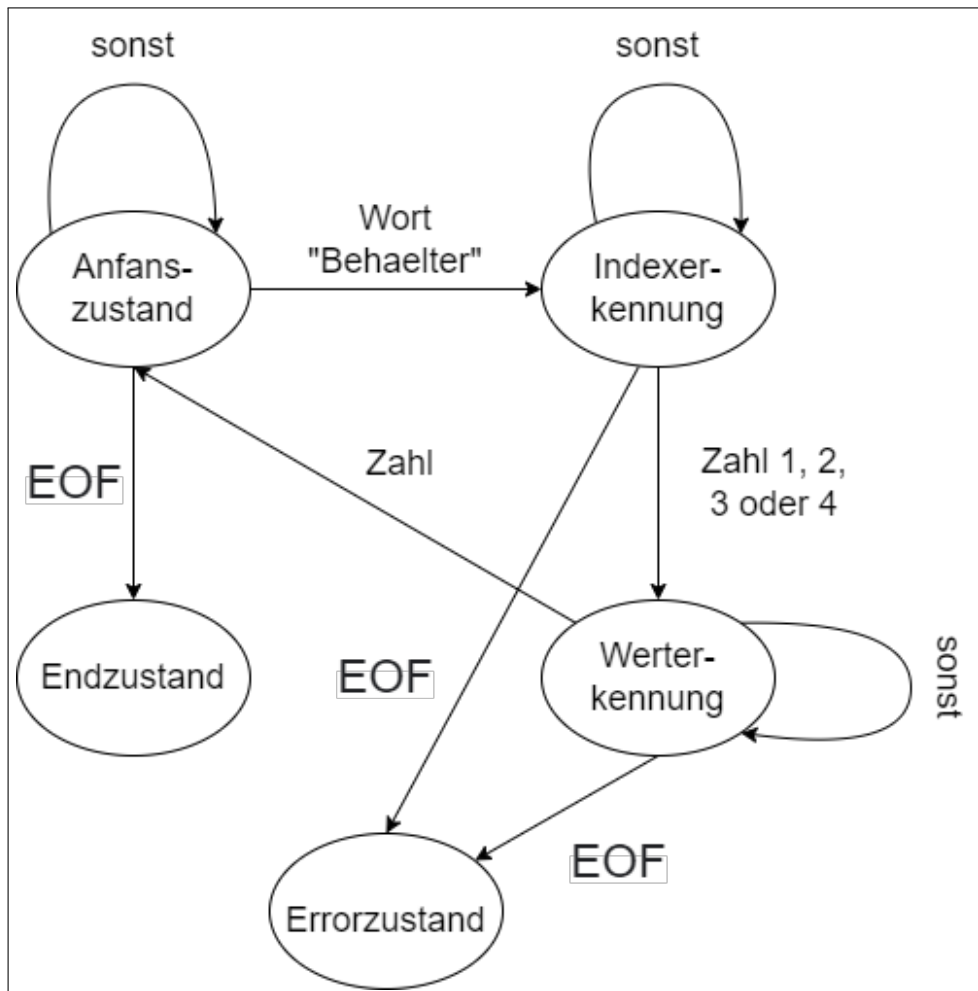 sonst
sonst
Wort
"Behaelter"
Anfans-
zustand
Indexer-
kennung
EOF
Zahl
Zahl 1, 2,
3 oder 4
Endzustand
EOF
Werter-
kennung
sonst
EOF
Errorzustand